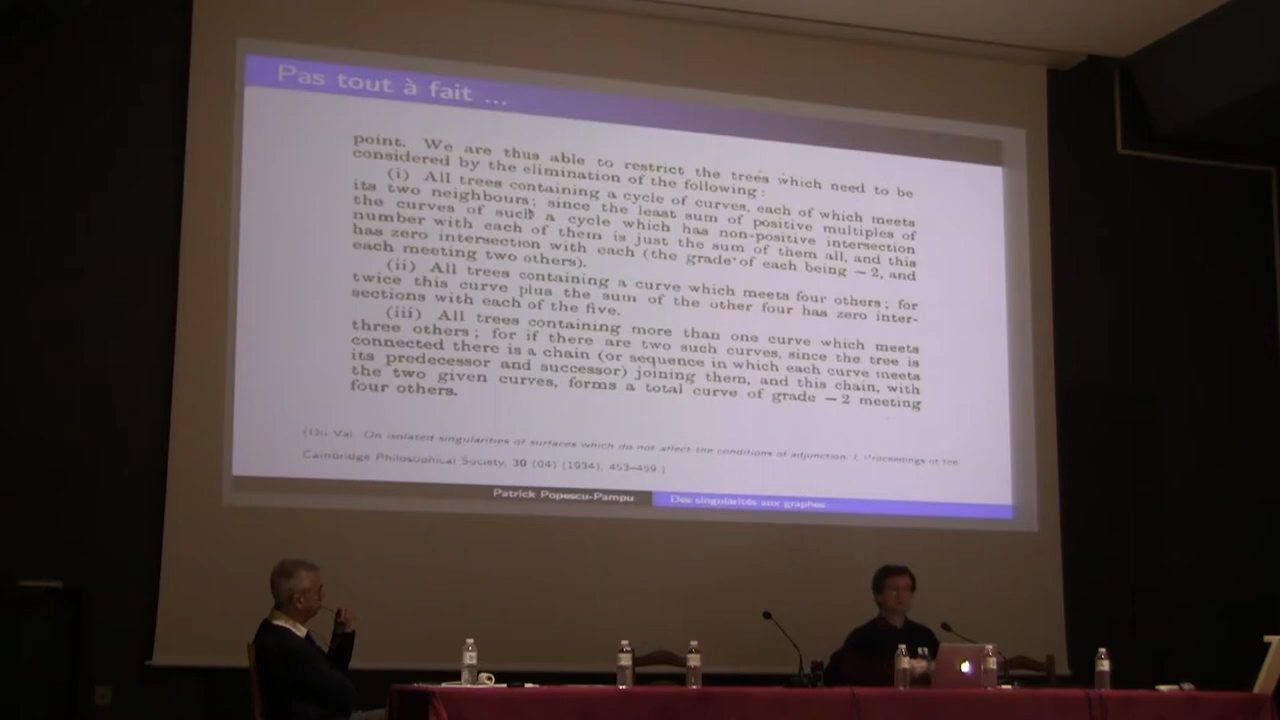 Pas tout à fait ...
point. We are thus able to restrict the trees which need to be
considered by the elimination of the following:
(i) All trees containing a cycle of curves, each of which meets
its two neighbours; since the least sum of positive multiples of
the curves of such a cycle which has non-positive intersection
number with each of them is just the sum of them all, and this
has zero intersection with each (the grade of each being — 2, and
each meeting two others).
(ii) All trees containing a curve which meets four others; for
twice this curve plus the sum of the other four has zero inter-
sections with each of the five.
(iii) All trees containing more than one curve which meets
three others; for if there are two such curves, since the tree is
connected there is a chain (or sequence in which each curve meets
its predecessor and successor) joining them, and this chain, with
the two given curves, forms a total curve of grade — 2 meeting
four others.
(Du Val. On isolated singularities of surfaces which do not affect the conditions of adjunction. I, Proceedings of the
Cambridge Philosophical Society, 30 (04) (1934), 453–459.)
Patrick Popescu-Pampu Des singularités aux graphes